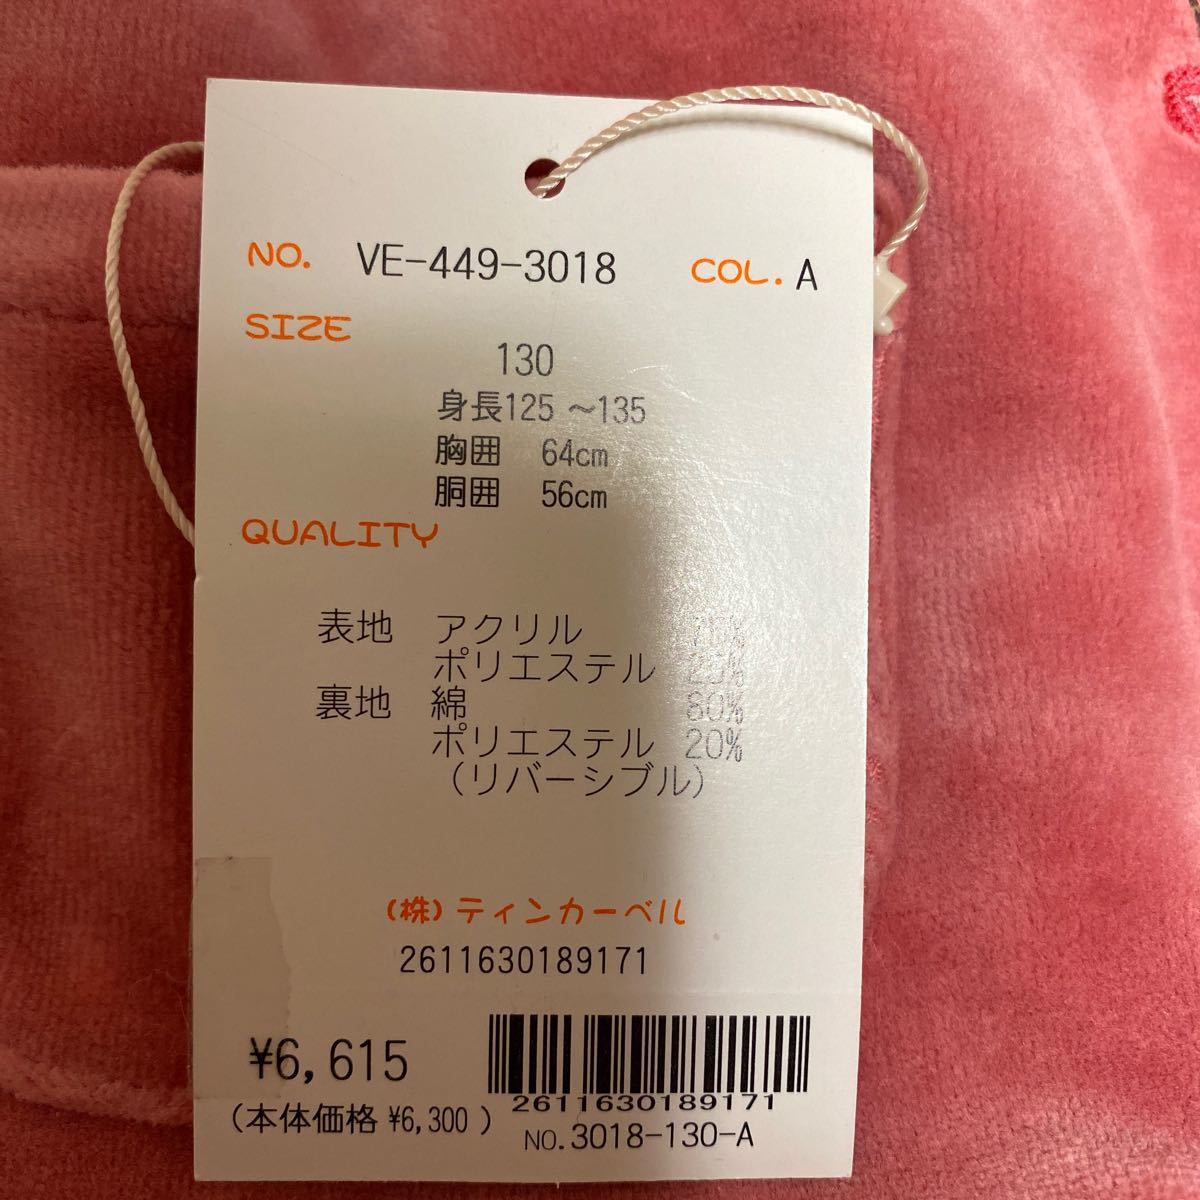 NO. VE-449-3018 COL. A
SIZE
130
身長125 ～135
胸囲 64cm
胴囲 56cm
QUALITY
表地 アクリル
ポリエステル
裏地 綿 80%
ポリエステル 20%
（リバーシブル）
(株) ティンカーベル
2611630189171
¥6,615
(本体価格 ¥6,300 )
2611630189171
NO.3018-130-A